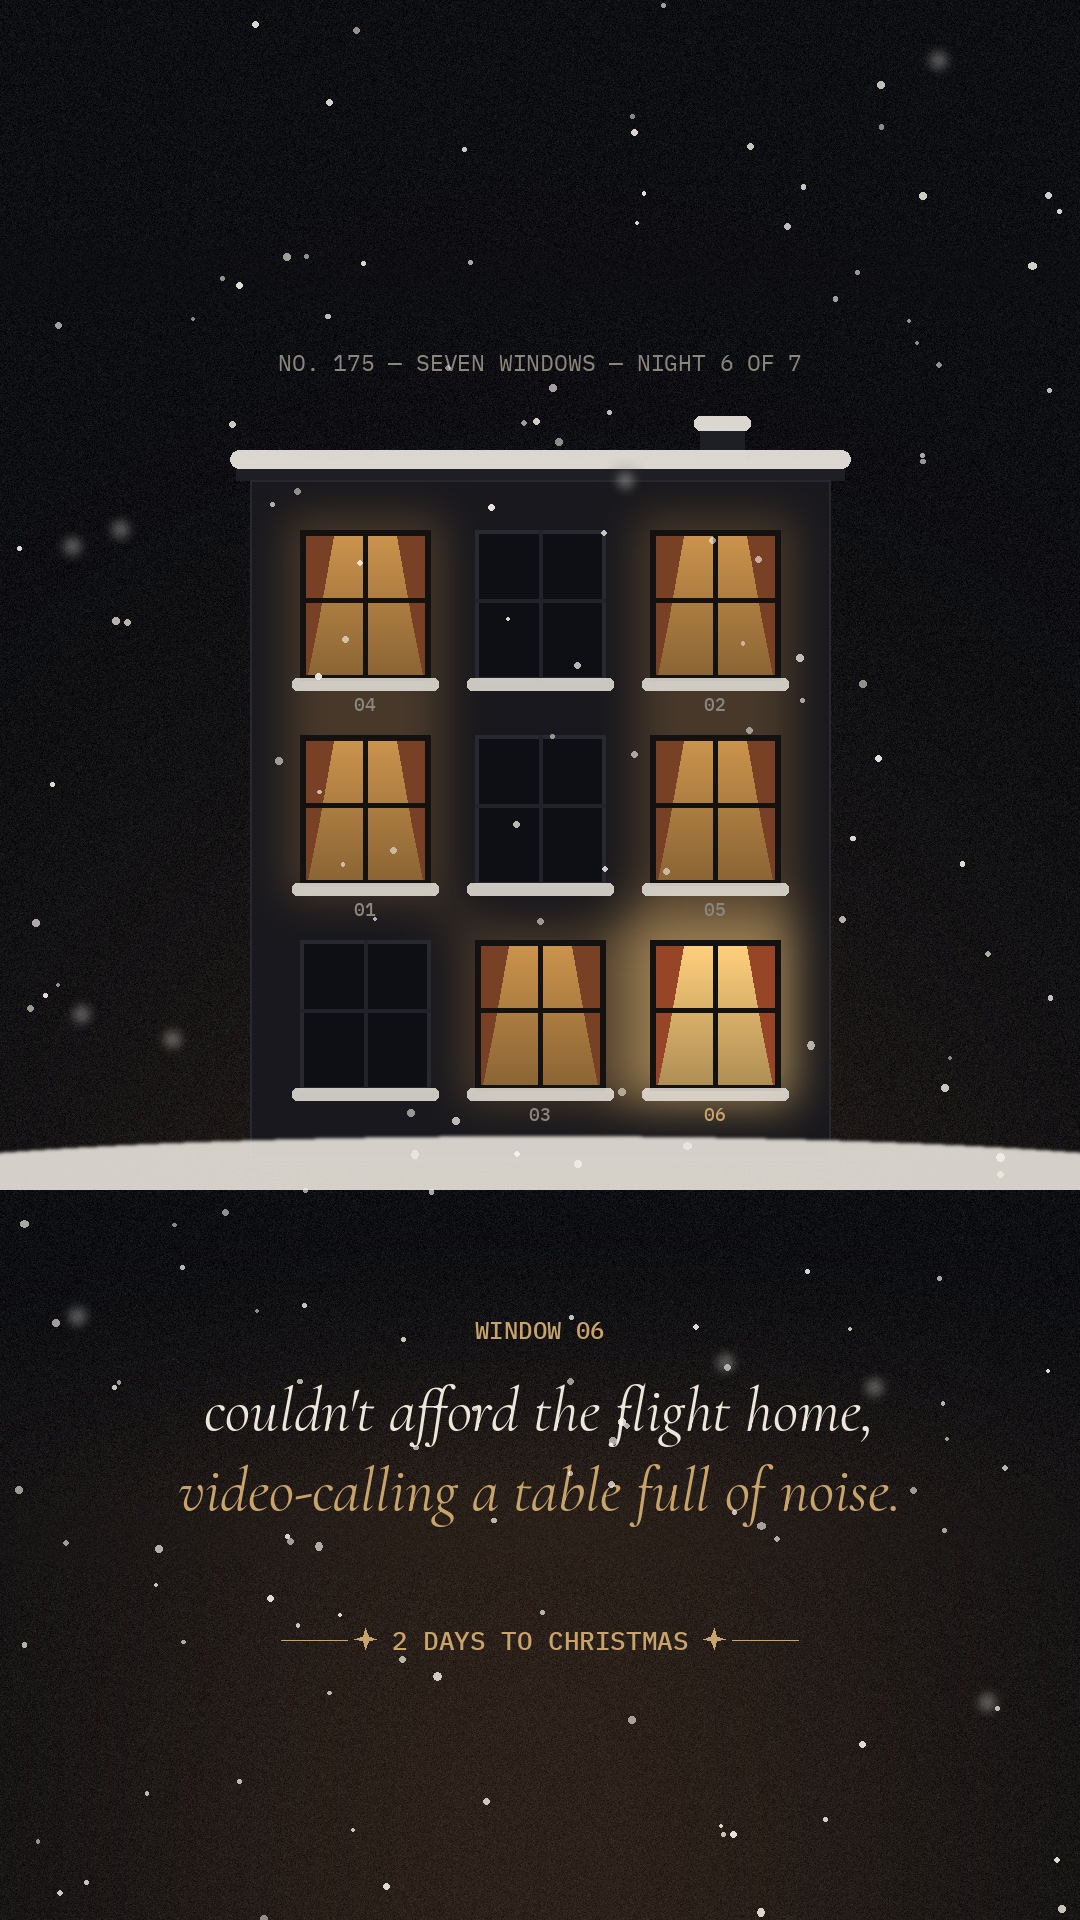 NO. 175 — SEVEN WINDOWS — NIGHT 6 OF 7
04
02
01
05
03
06
WINDOW 06
couldn't afford the flight home,
video-calling a table full of noise.
2 DAYS TO CHRISTMAS